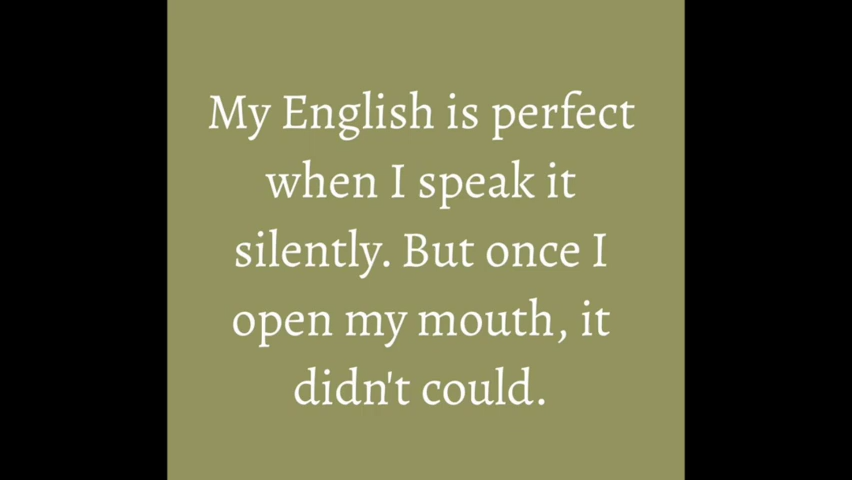 My English is perfect
when I speak it
silently. But once I
open my mouth, it
didn't could.